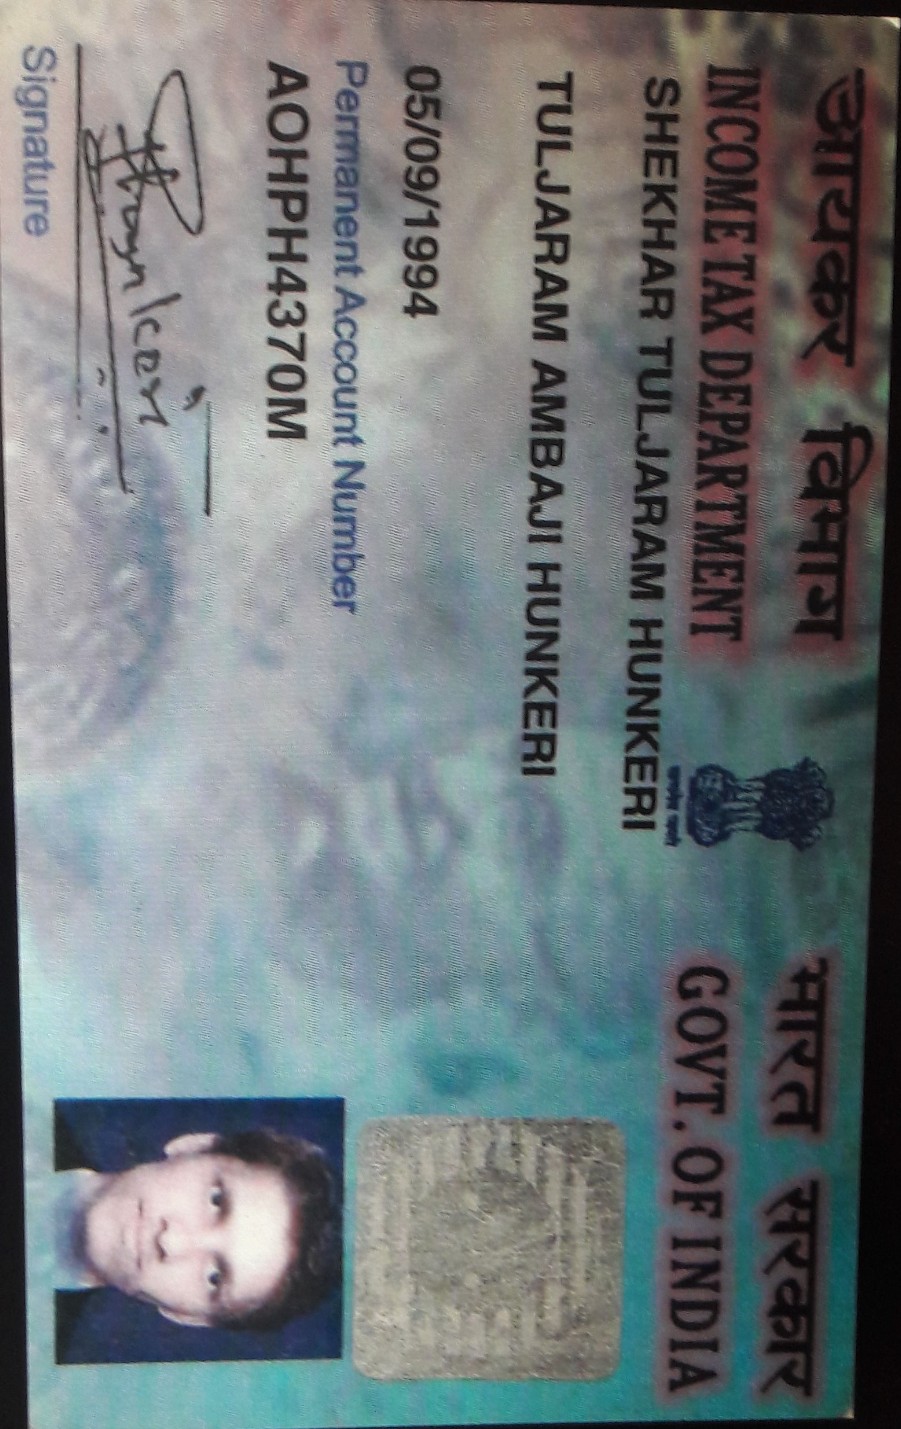 आयकर विभाग
INCOME TAX DEPARTMENT
भारत सरकार
GOVT. OF INDIA
SHEKHAR TULJARAM HUNKERI
TULJARAM AMBAJI HUNKERI
05/09/1994
Permanent Account Number
AOHPH4370M
Signature